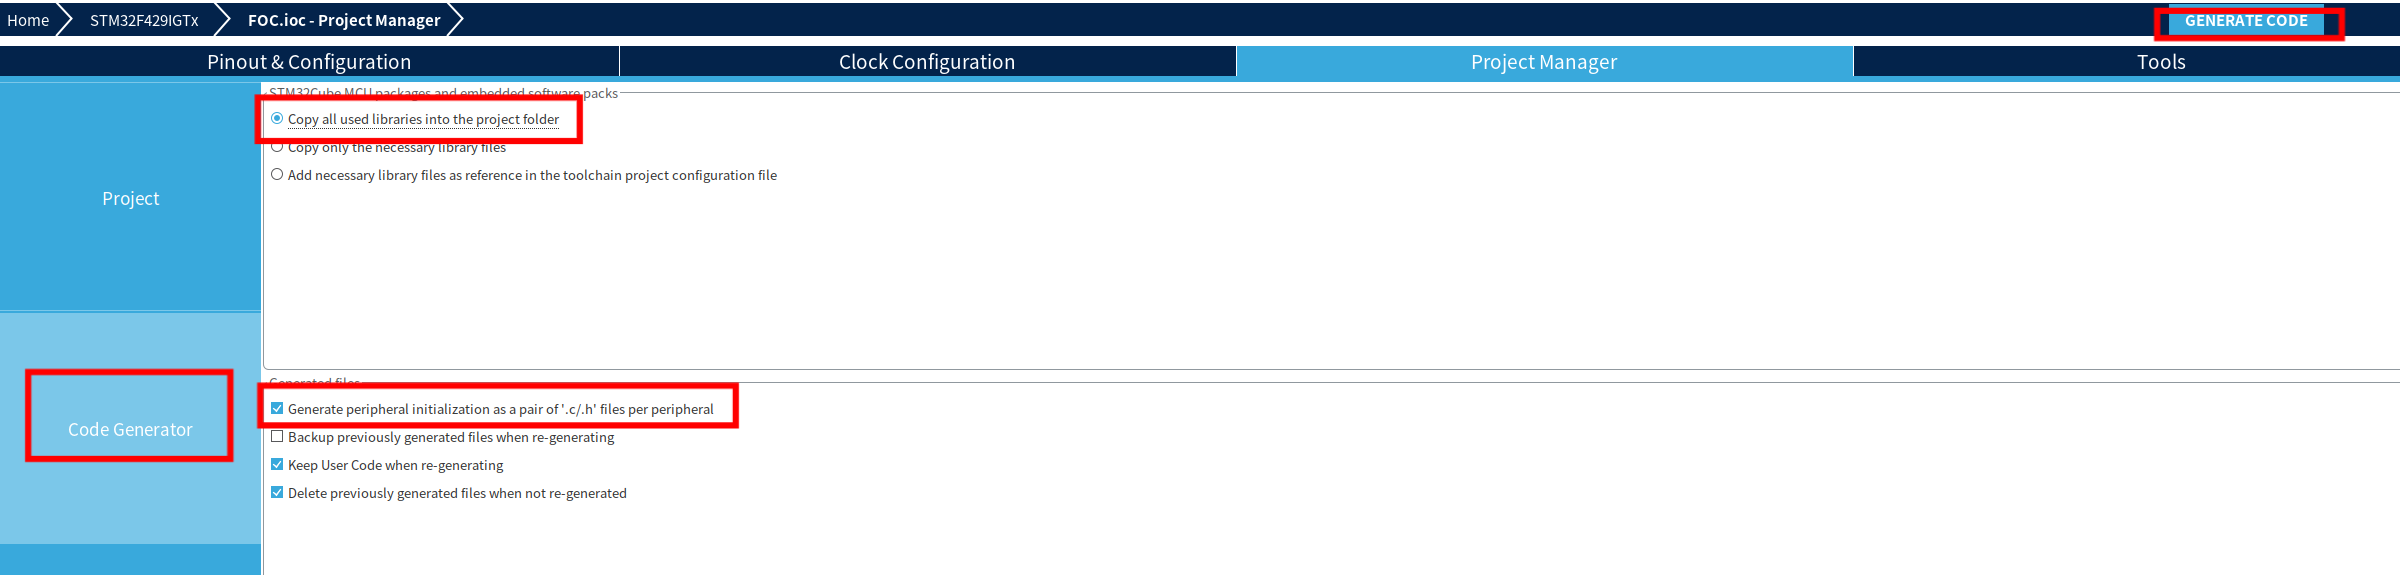 Home STM32F429IGTx FOC.ioc - Project Manager GENERATE CODE
Pinout & Configuration Clock Configuration Project Manager Tools
STM32Cube MCU packages and embedded software packs
Copy all used libraries into the project folder
Copy only the necessary library files
Add necessary library files as reference in the toolchain project configuration file
Project
Generated files
Generate peripheral initialization as a pair of '.c/.h' files per peripheral
Code Generator
Backup previously generated files when re-generating
Keep User Code when re-generating
Delete previously generated files when not re-generated